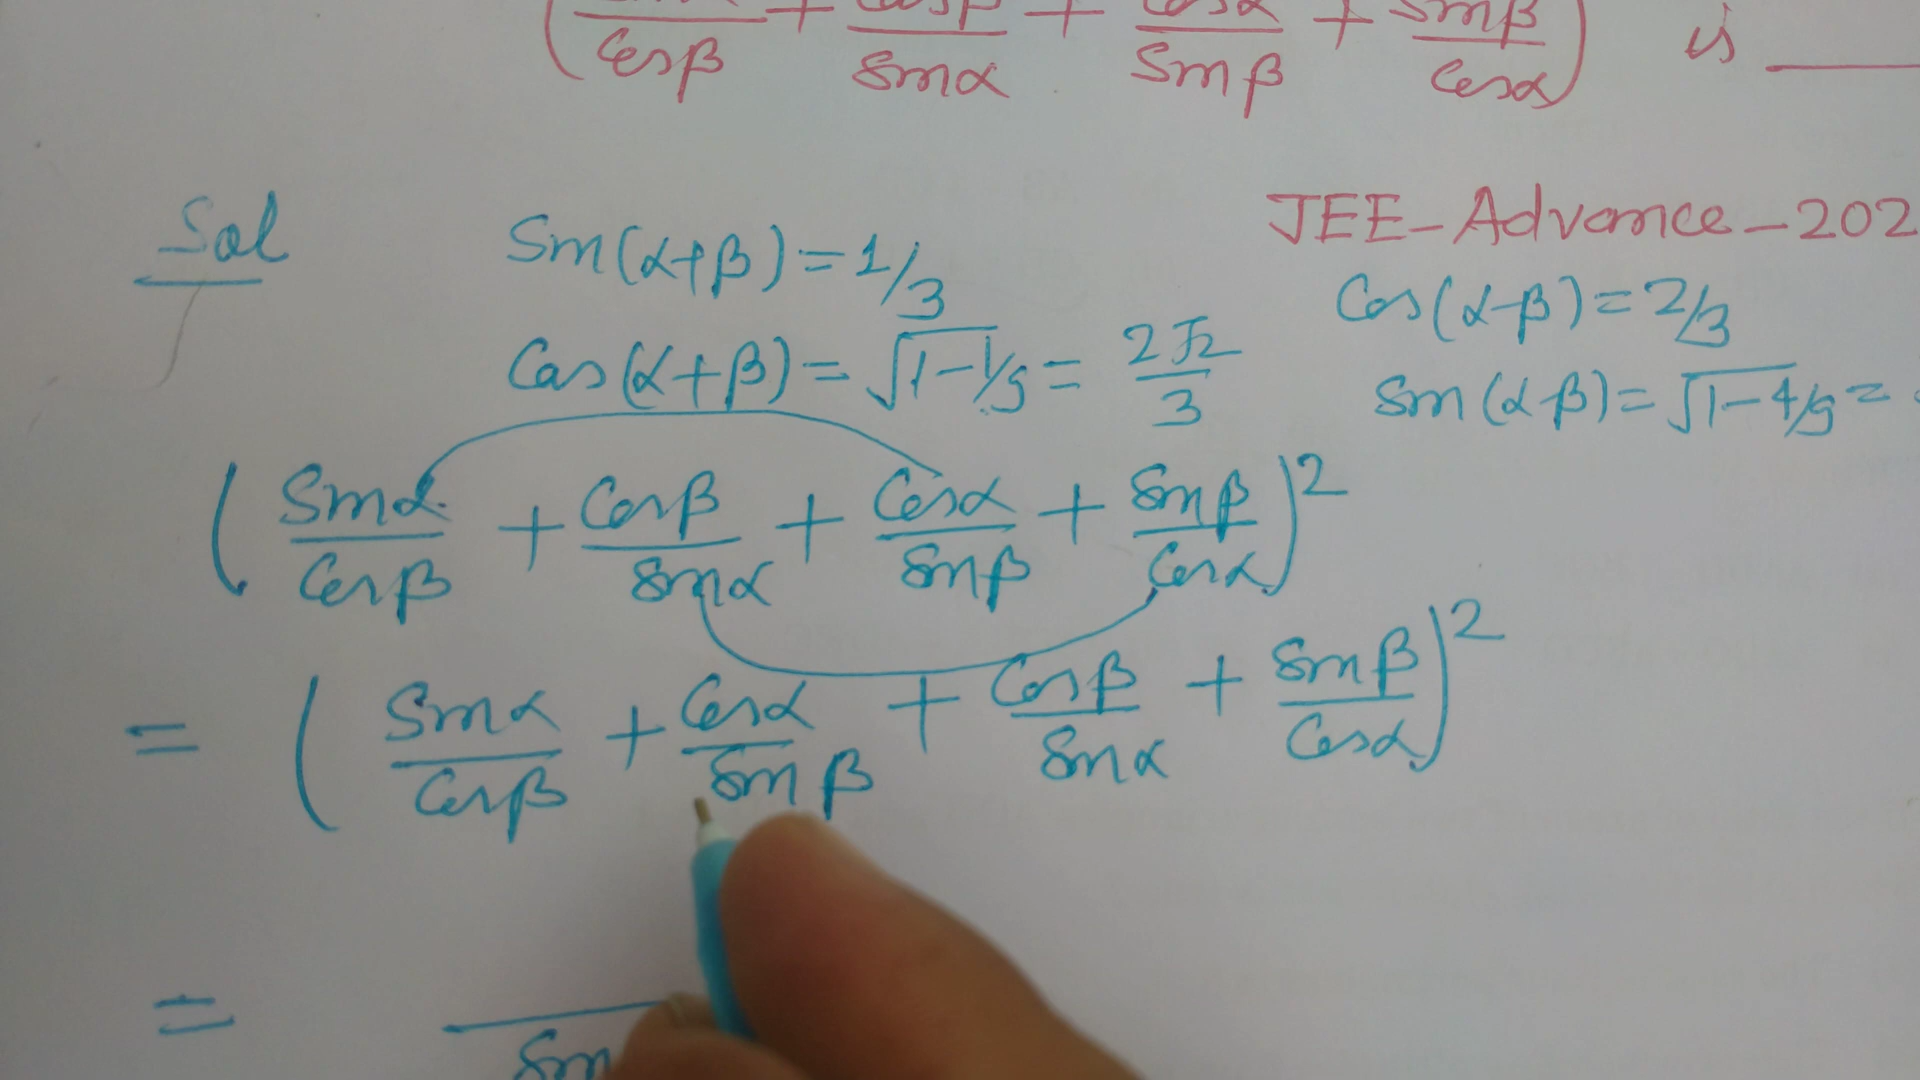 (Sinα/Cosβ + Cosβ/Sinα + Cosα/Sinβ + Sinβ/Cosα) is ___
JEE-Advance-202
Sol Sin(α+β)=1/3 Cos(α-β)=2/3
Cos(α+β)=√1-1/9 = 2√2/3 Sin(α-β)=√1-4/9 =
(Sinα/Cosβ + Cosβ/Sinα + Cosα/Sinβ + Sinβ/Cosα)²
= (Sinα/Cosβ + Cosα/Sinβ + Cosβ/Sinα + Sinβ/Cosα)²
= /Sin